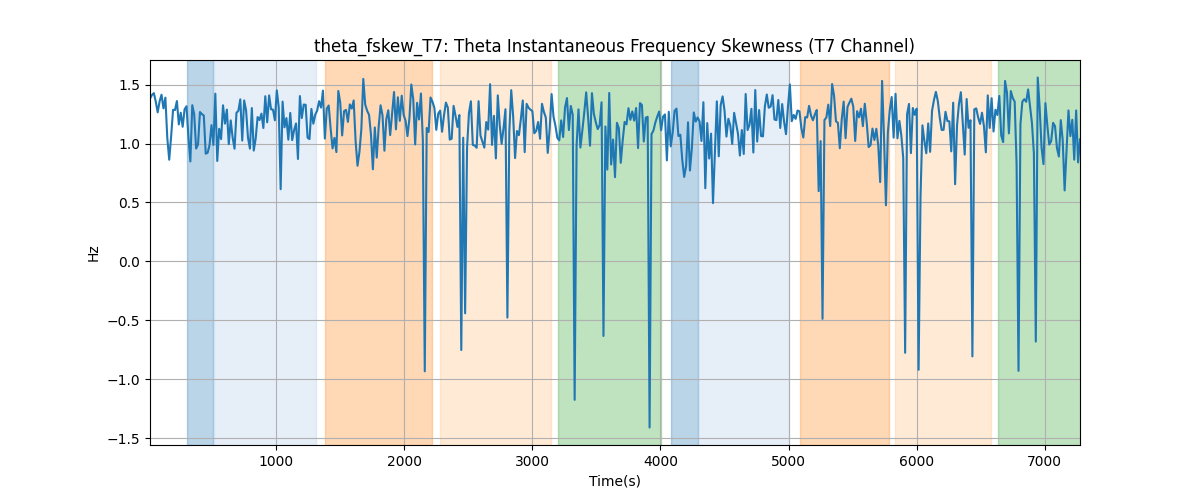 theta_fskew_T7: Theta Instantaneous Frequency Skewness (T7 Channel)
1.5
1.0
0.5
0.0
−0.5
−1.0
−1.5
Hz
1000 2000 3000 4000 5000 6000 7000
Time(s)